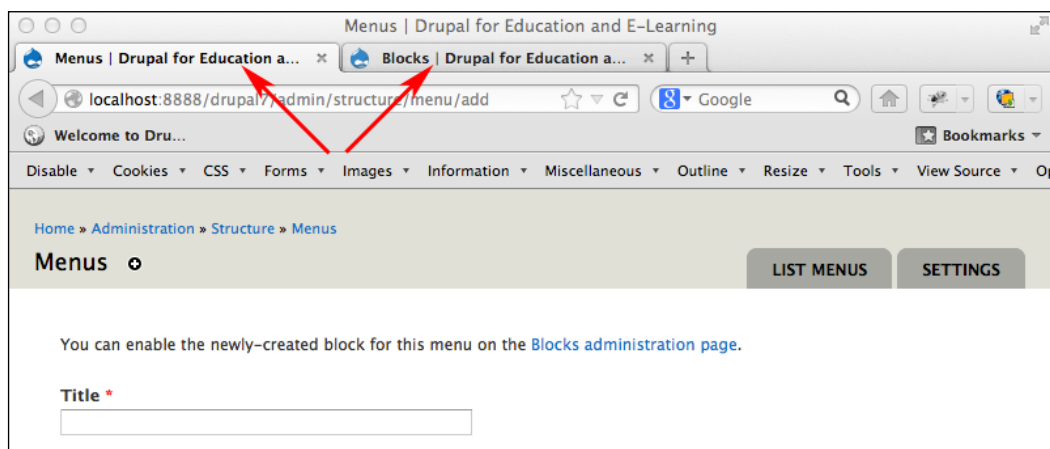 Menus | Drupal for Education and E-Learning
Menus | Drupal for Education a... Blocks | Drupal for Education a...
localhost:8888/drupal7/admin/structure/menu/add Google
Welcome to Dru... Bookmarks
Disable Cookies CSS Forms Images Information Miscellaneous Outline Resize Tools View Source
Home » Administration » Structure » Menus
Menus LIST MENUS SETTINGS
You can enable the newly-created block for this menu on the Blocks administration page.
Title *